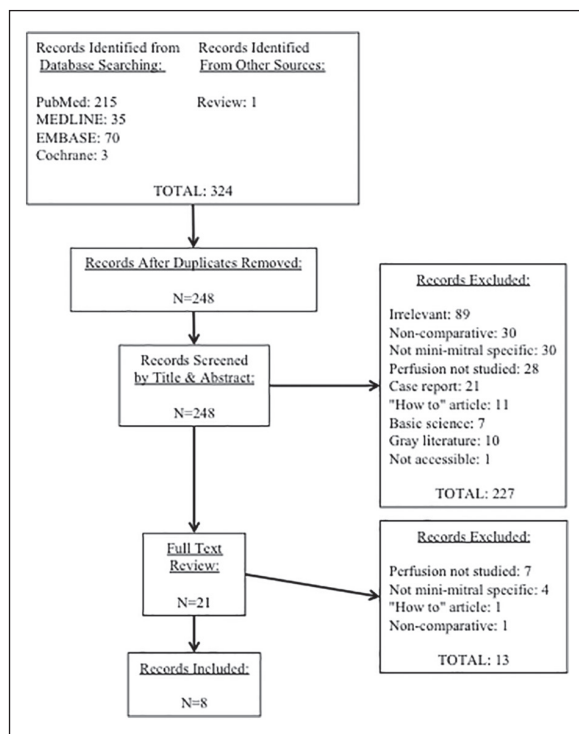 Records Identified from
Database Searching:
PubMed: 215
MEDLINE: 35
EMBASE: 70
Cochrane: 3
Records Identified
From Other Sources:
Review: 1
TOTAL: 324
Records After Duplicates Removed:
N=248
Records Screened
by Title & Abstract:
N=248
Records Excluded:
Irrelevant: 89
Non-comparative: 30
Not mini-mitral specific: 30
Perfusion not studied: 28
Case report: 21
"How to" article: 11
Basic science: 7
Gray literature: 10
Not accessible: 1
TOTAL: 227
Full Text
Review:
N=21
Records Excluded:
Perfusion not studied: 7
Not mini-mitral specific: 4
"How to" article: 1
Non-comparative: 1
TOTAL: 13
Records Included:
N=8